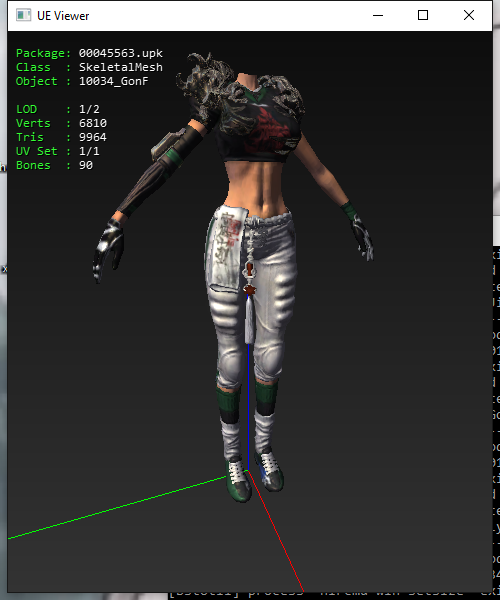 UE Viewer
Package: 00045563.upk
Class  : SkeletalMesh
Object : 10034_GonF
LOD    : 1/2
Verts  : 6810
Tris   : 9964
UV Set : 1/1
Bones  : 90